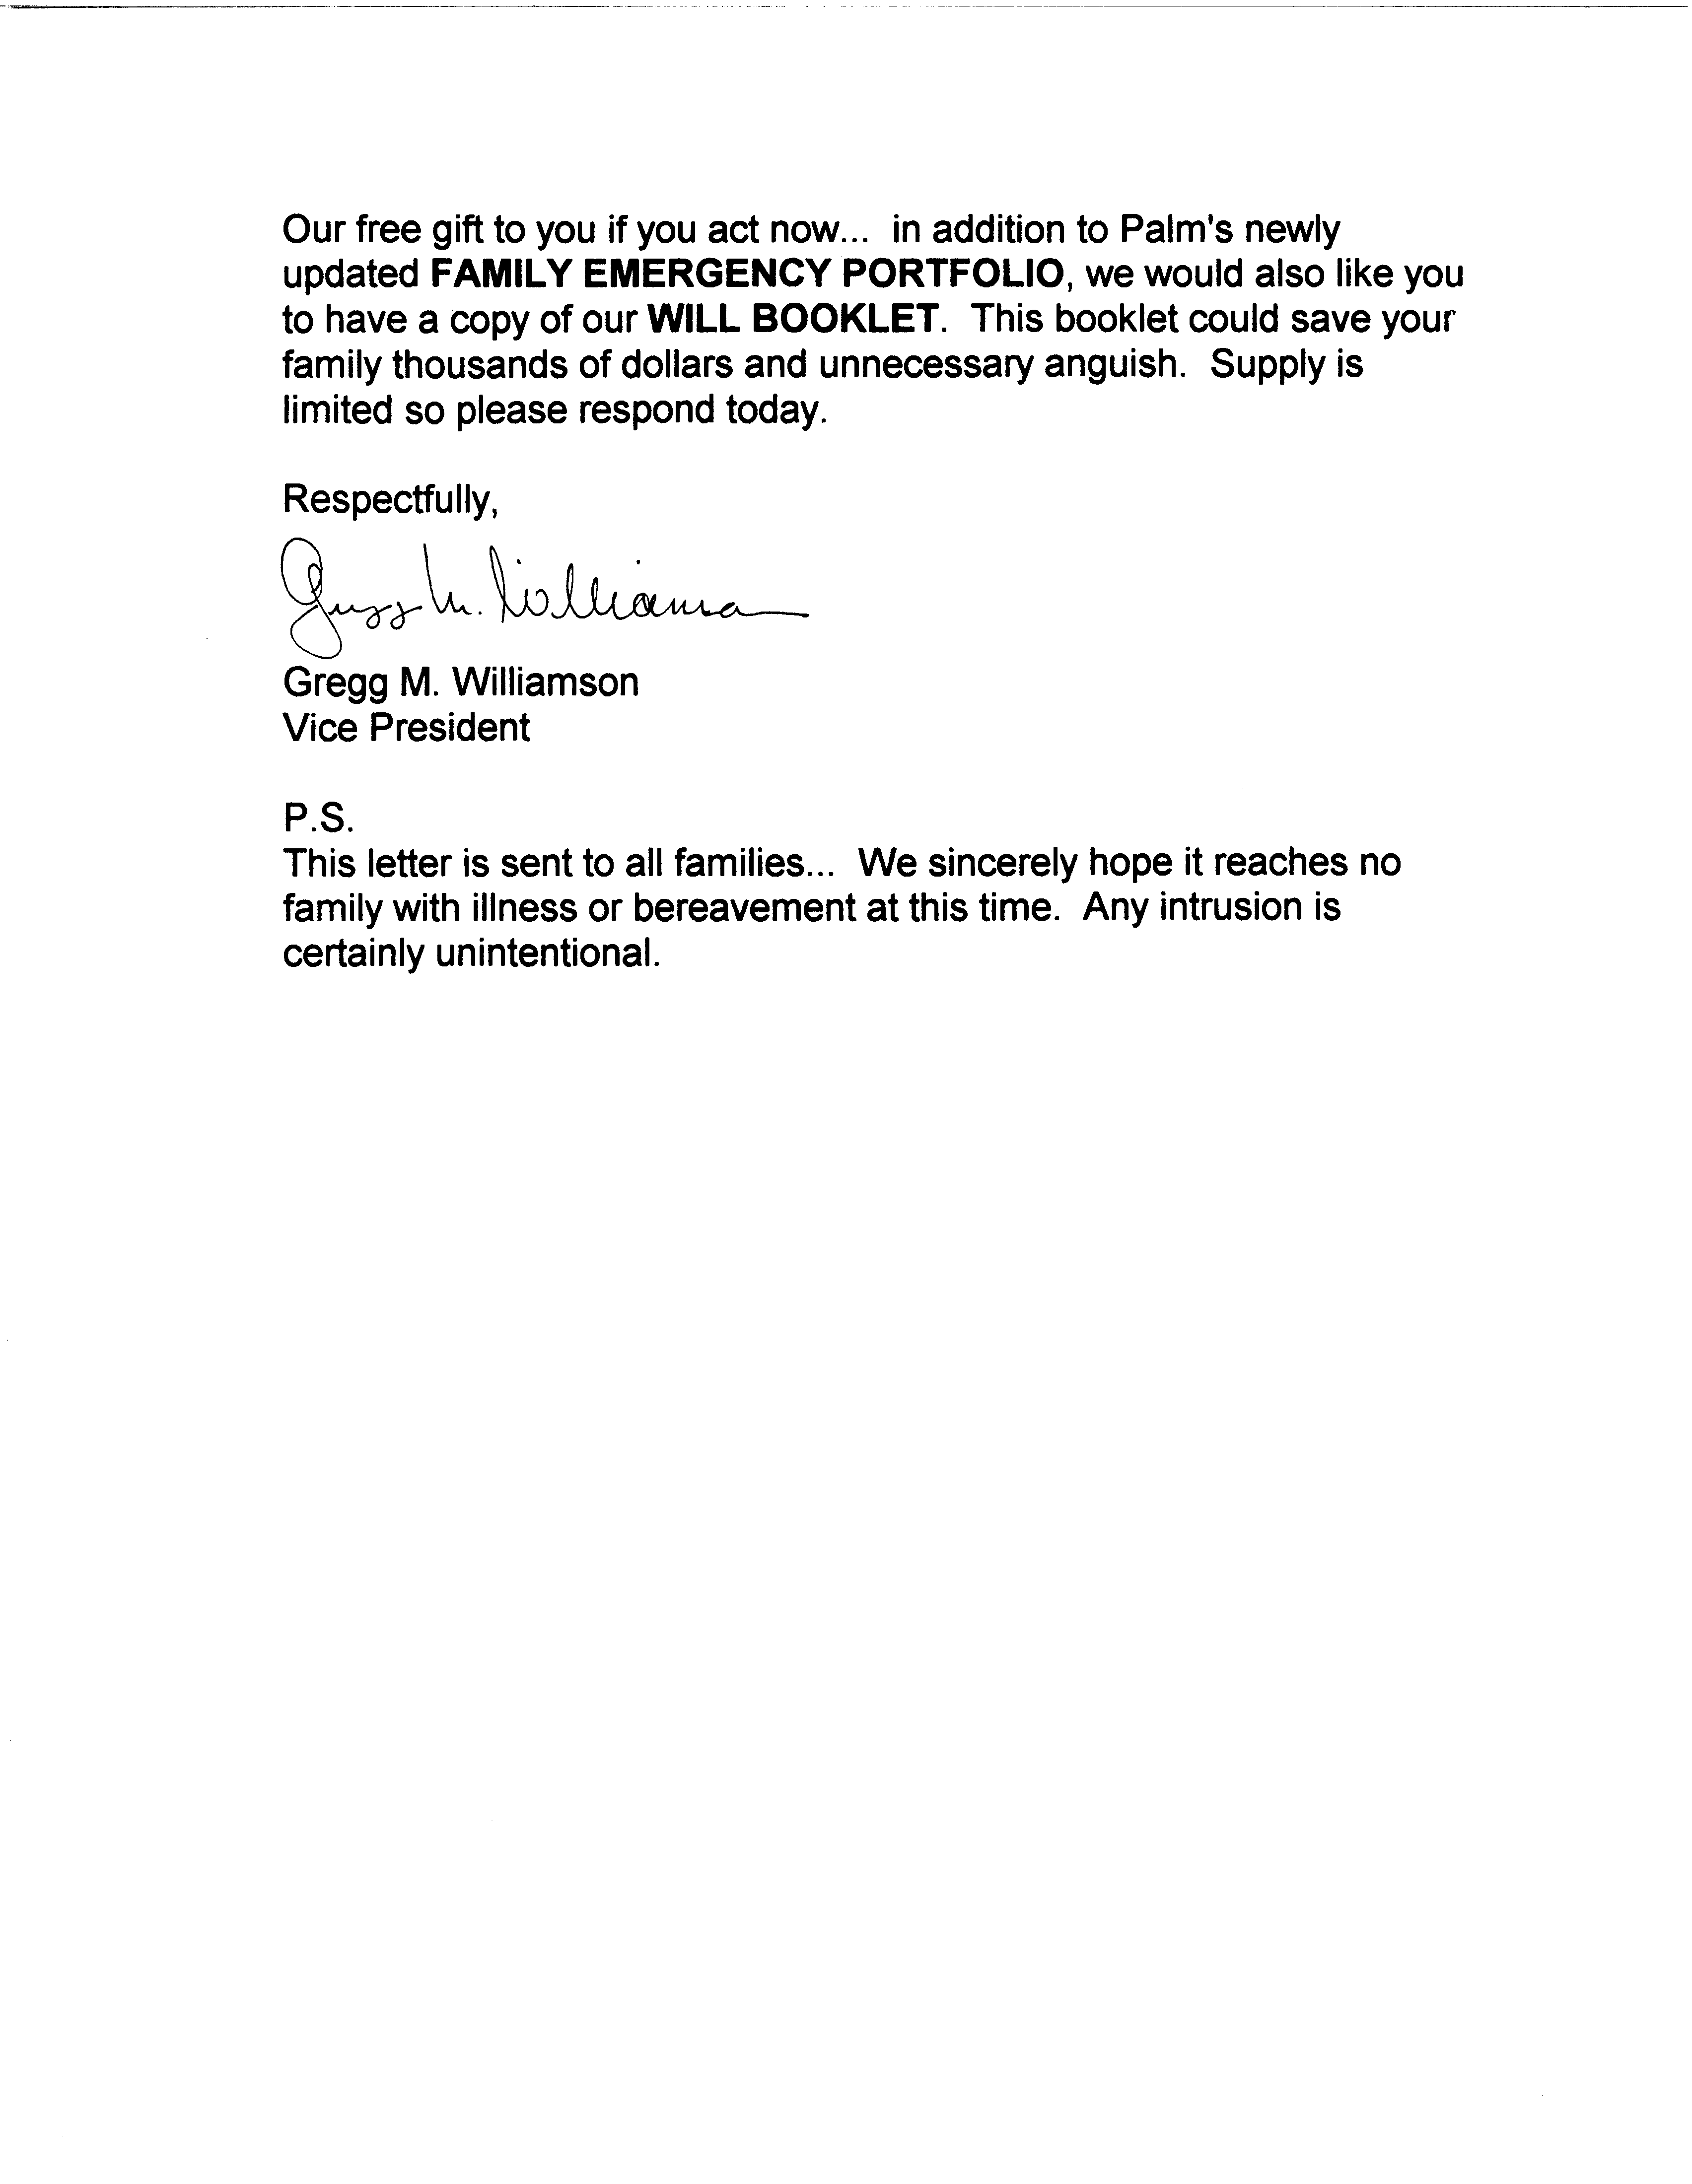 Our free gift to you if you act now... in addition to Palm's newly
updated FAMILY EMERGENCY PORTFOLIO, we would also like you
to have a copy of our WILL BOOKLET. This booklet could save your
family thousands of dollars and unnecessary anguish. Supply is
limited so please respond today.
Respectfully,
Gregg M. Williamson
Gregg M. Williamson
Vice President
P.S.
This letter is sent to all families... We sincerely hope it reaches no
family with illness or bereavement at this time. Any intrusion is
certainly unintentional.